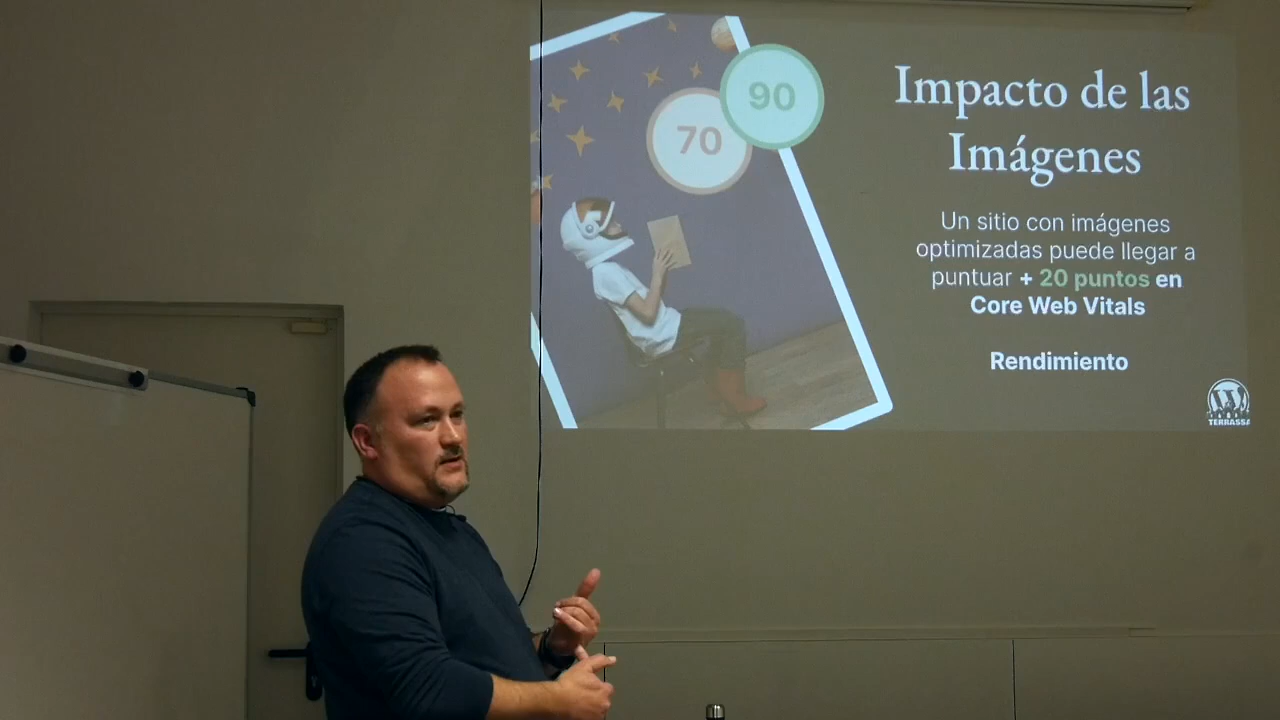 90
70
Impacto de las
Imágenes
Un sitio con imágenes
optimizadas puede llegar a
puntuar + 20 puntos en
Core Web Vitals
Rendimiento
TERRASSA